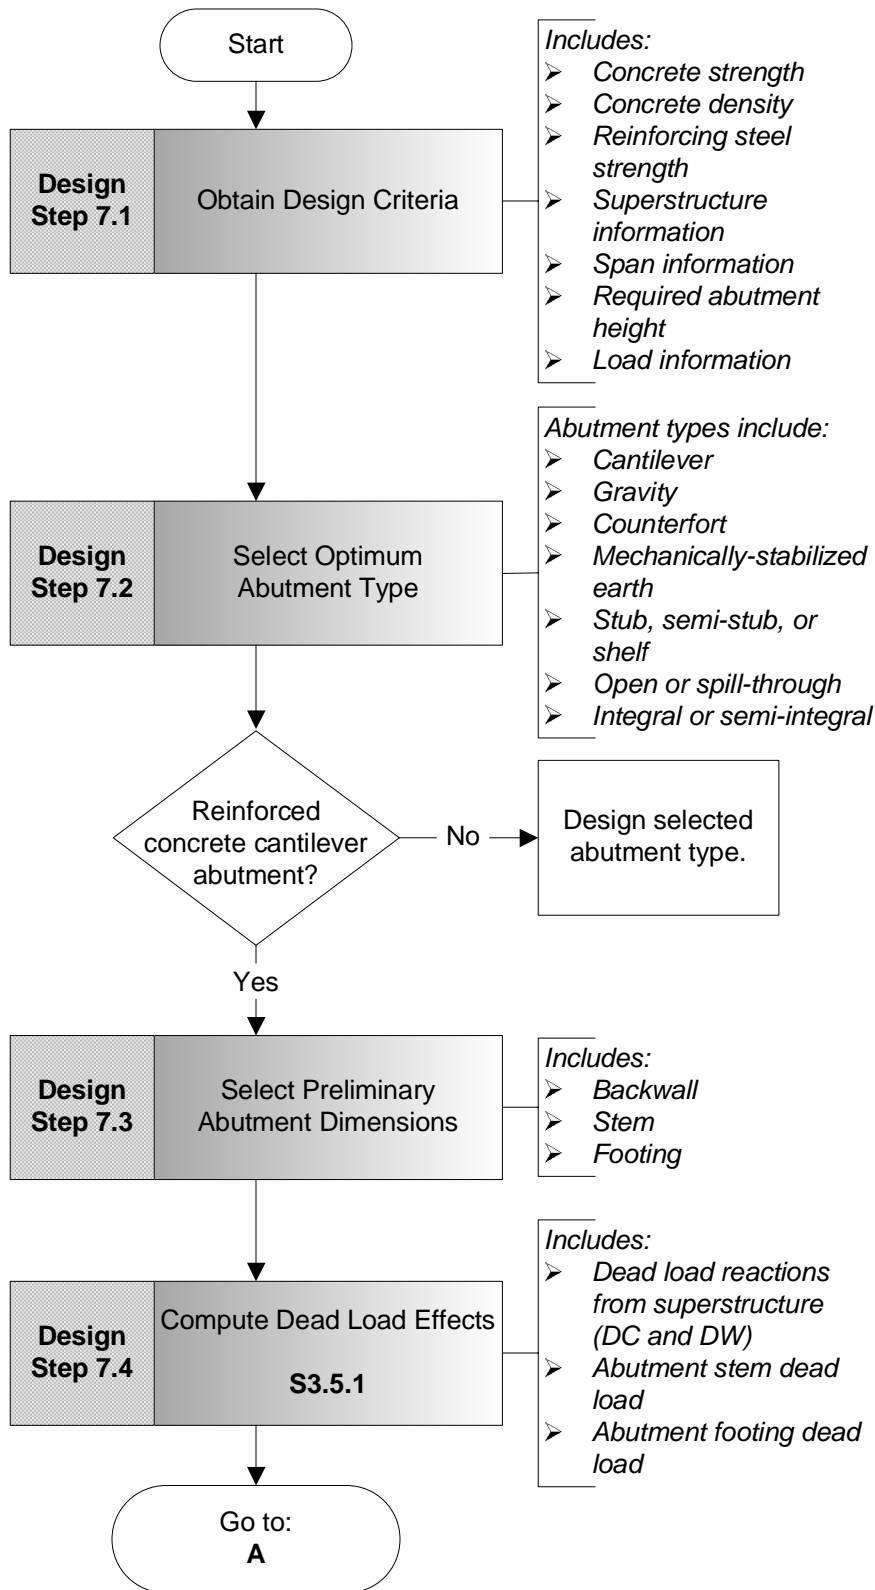 Start
Includes:
➢ Concrete strength
➢ Concrete density
➢ Reinforcing steel
strength
➢ Superstructure
information
➢ Span information
➢ Required abutment
height
➢ Load information
Design
Step 7.1
Obtain Design Criteria
Abutment types include:
➢ Cantilever
➢ Gravity
➢ Counterfort
➢ Mechanically-stabilized
earth
➢ Stub, semi-stub, or
shelf
➢ Open or spill-through
➢ Integral or semi-integral
Design
Step 7.2
Select Optimum
Abutment Type
Reinforced
concrete cantilever
abutment?
No
Design selected
abutment type.
Yes
Design
Step 7.3
Select Preliminary
Abutment Dimensions
Includes:
➢ Backwall
➢ Stem
➢ Footing
Design
Step 7.4
Compute Dead Load Effects
S3.5.1
Includes:
➢ Dead load reactions
from superstructure
(DC and DW)
➢ Abutment stem dead
load
➢ Abutment footing dead
load
Go to:
A